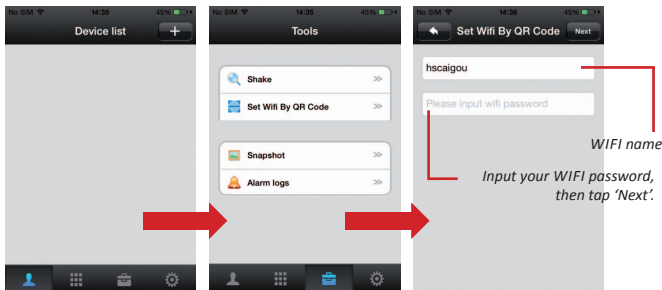 No SIM 14:35 45%
Device list +
No SIM 14:35 45%
Tools
Shake
Set Wifi By QR Code
Snapshot
Alarm logs
No SIM 14:36 45%
Set Wifi By QR Code Next
hscaigou
Please input wifi password
WIFI name
Input your WIFI password,
then tap ‘Next’.